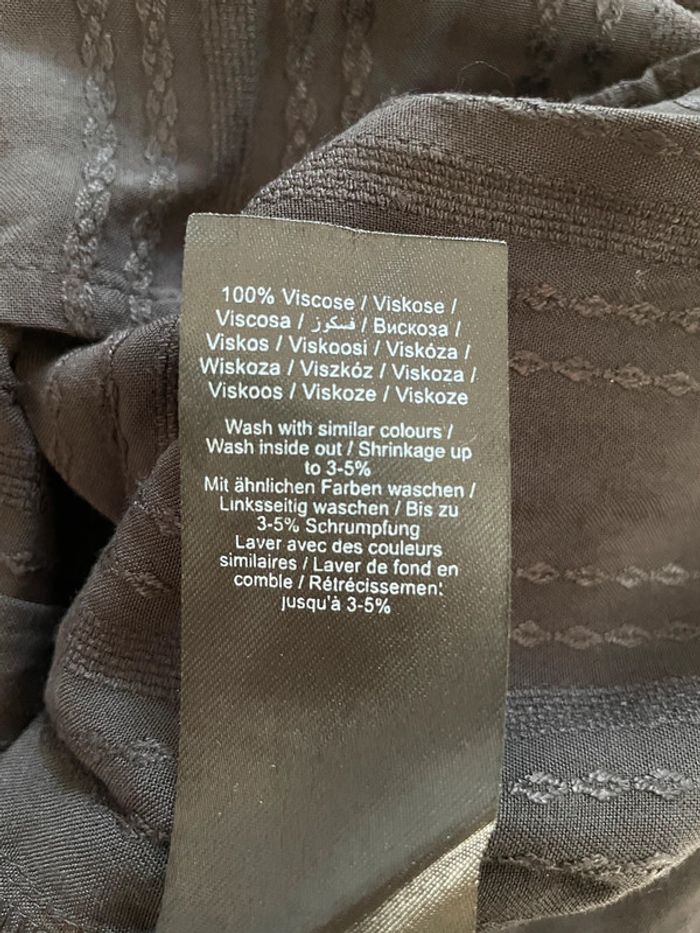 100% Viscose / Viskose /
Viscosa / فسكوز / Вискоза /
Viskos / Viskoosi / Viskóza /
Wiskoza / Viszkóz / Viskoza /
Viskoos / Viskoze / Viskoze
Wash with similar colours /
Wash inside out / Shrinkage up
to 3-5%
Mit ähnlichen Farben waschen /
Linksseitig waschen / Bis zu
3-5% Schrumpfung
Laver avec des couleurs
similaires / Laver de fond en
comble / Rétrécissement
jusqu'à 3-5%